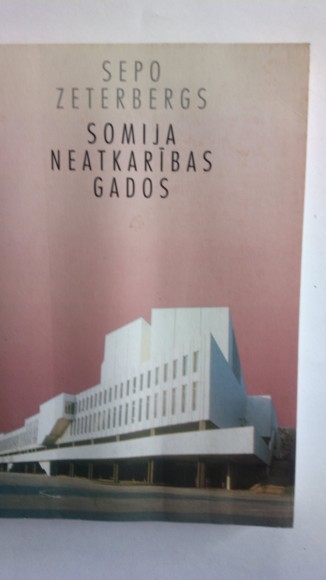 SEPO
ZETERBERGS
SOMIJA
NEATKARĪBAS
GADOS